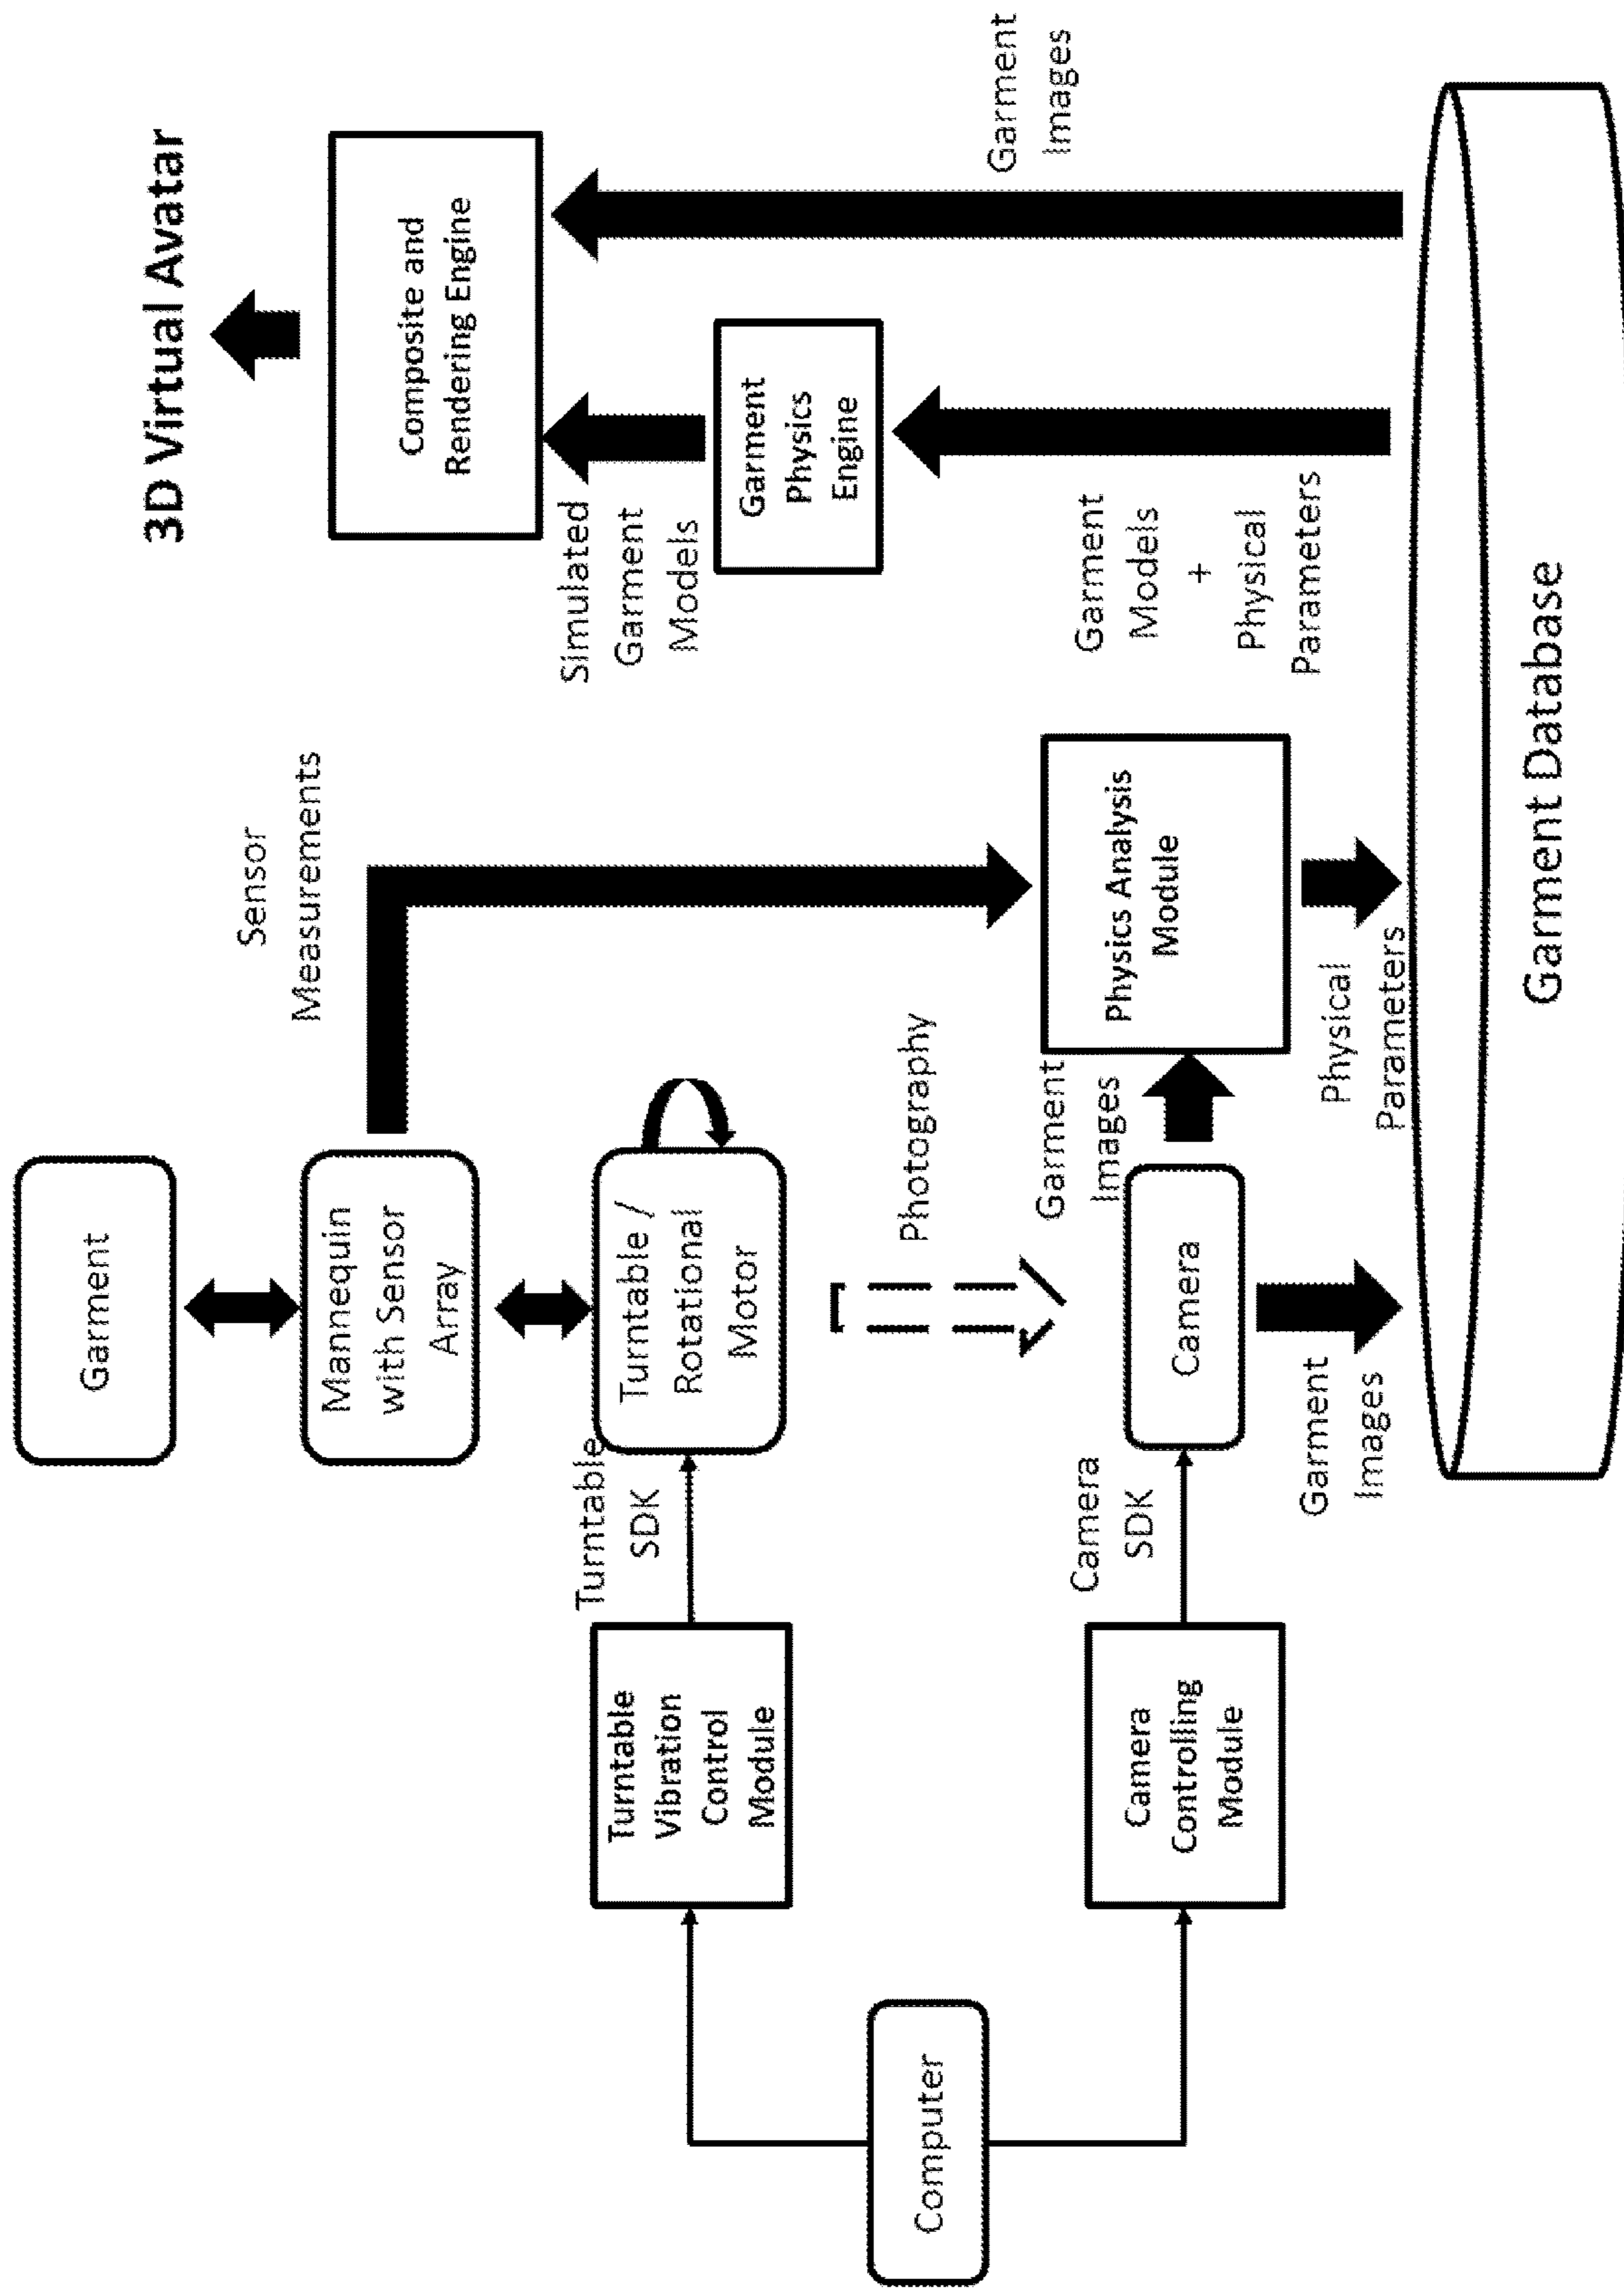 Garment
Mannequin
with Sensor
Array
Sensor
Measurements
3D Virtual Avatar
Composite and
Rendering Engine
Turntable
SDK
Turntable /
Rotational
Motor
Turntable
Vibration
Control
Module
Simulated
Garment
Models
Garment
Physics
Engine
Garment
Images
Computer
Photography
Camera
Controlling
Module
Camera
SDK
Camera
Garment
Images
Physics Analysis
Module
Garment
Models
+
Physical
Parameters
Garment
Images
Physical
Parameters
Garment Database